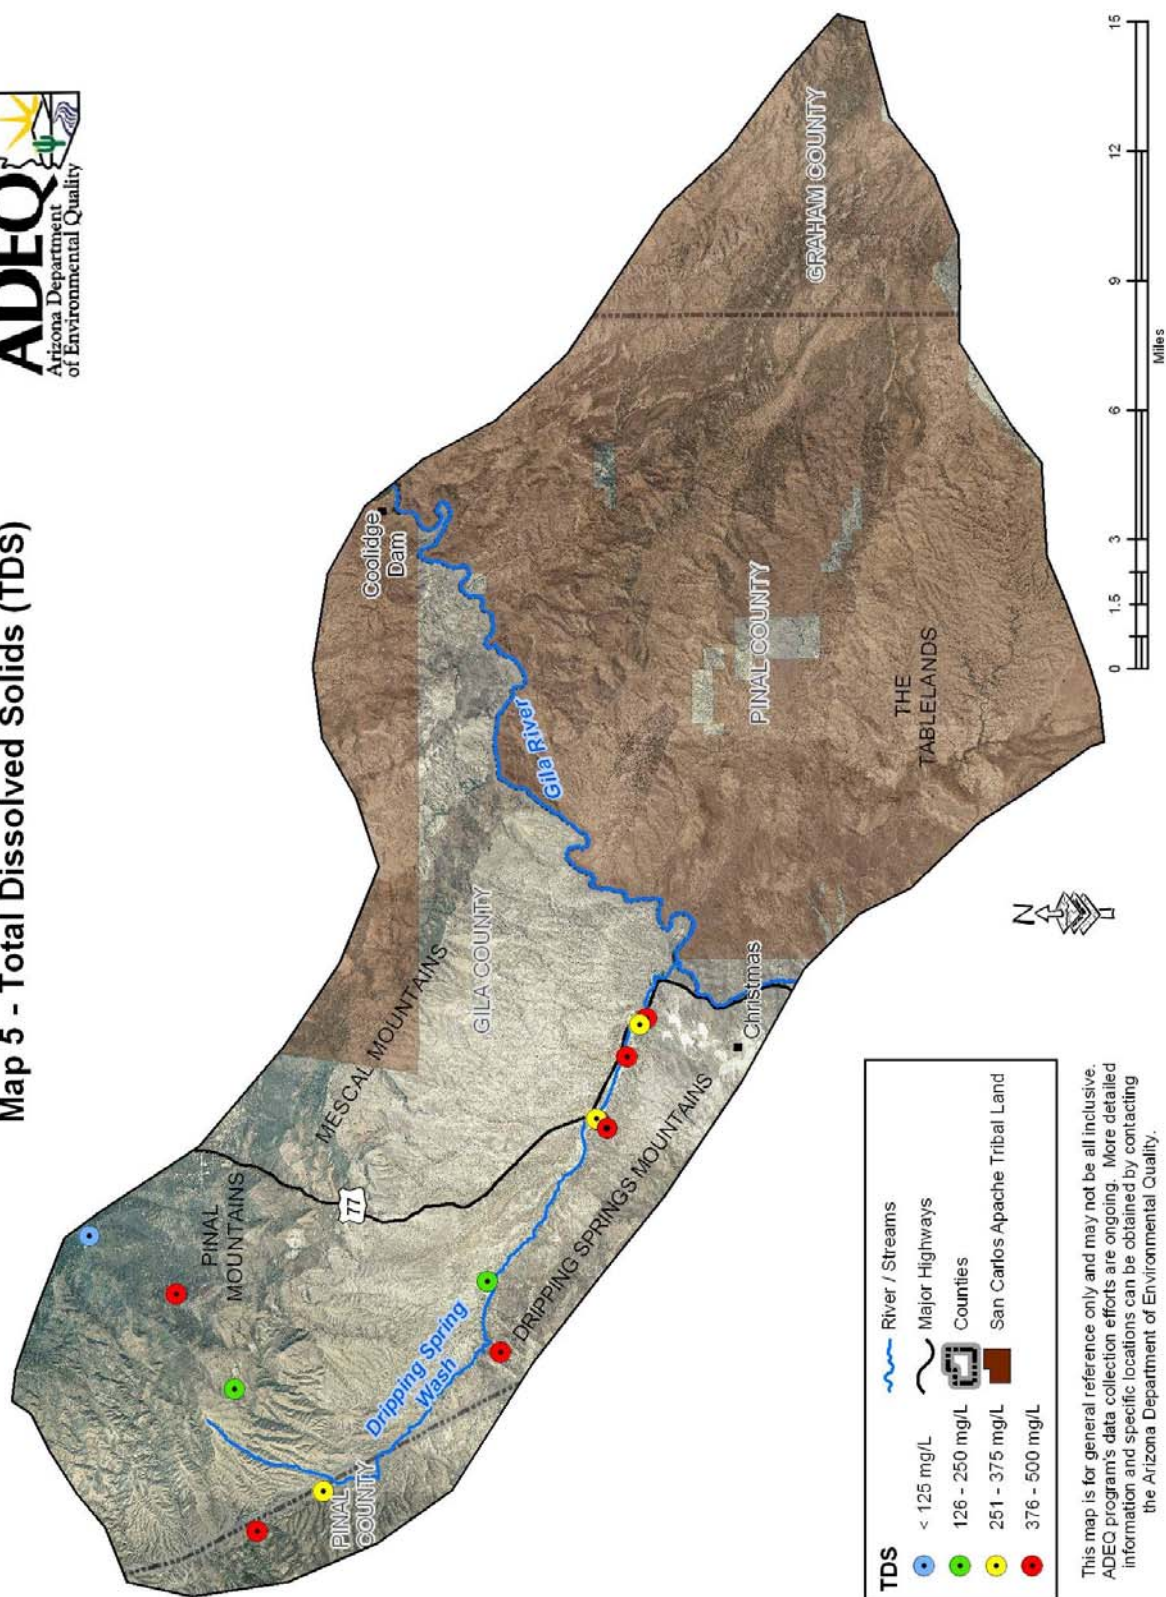 Map 5 - Total Dissolved Solids (TDS)
ADEQ
Arizona Department
of Environmental Quality
PINAL
MOUNTAINS
77
MESCAL MOUNTAINS
GILA COUNTY
Coolidge
Dam
Gila River
GRAHAM COUNTY
PINAL COUNTY
THE
TABLELANDS
Dripping Spring
Wash
DRIPPING SPRINGS MOUNTAINS
PINAL
COUNTY
Christmas
N
TDS
< 125 mg/L
126 - 250 mg/L
251 - 375 mg/L
376 - 500 mg/L
River / Streams
Major Highways
Counties
San Carlos Apache Tribal Land
0 1.5 3 6 9 12 15
Miles
This map is for general reference only and may not be all inclusive.
ADEQ program's data collection efforts are ongoing. More detailed
information and specific locations can be obtained by contacting
the Arizona Department of Environmental Quality.